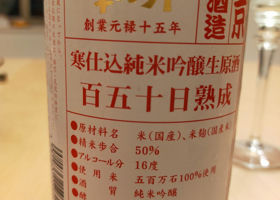 京
酒造
創業元禄十五年
寒仕込純米吟醸生原酒
百五十日熟成
●原材料名 米(国産)、米麹(国産米)
●精米歩合 50%
●アルコール分 16度
●使用米 五百万石100%使用
●酒質 純米吟醸